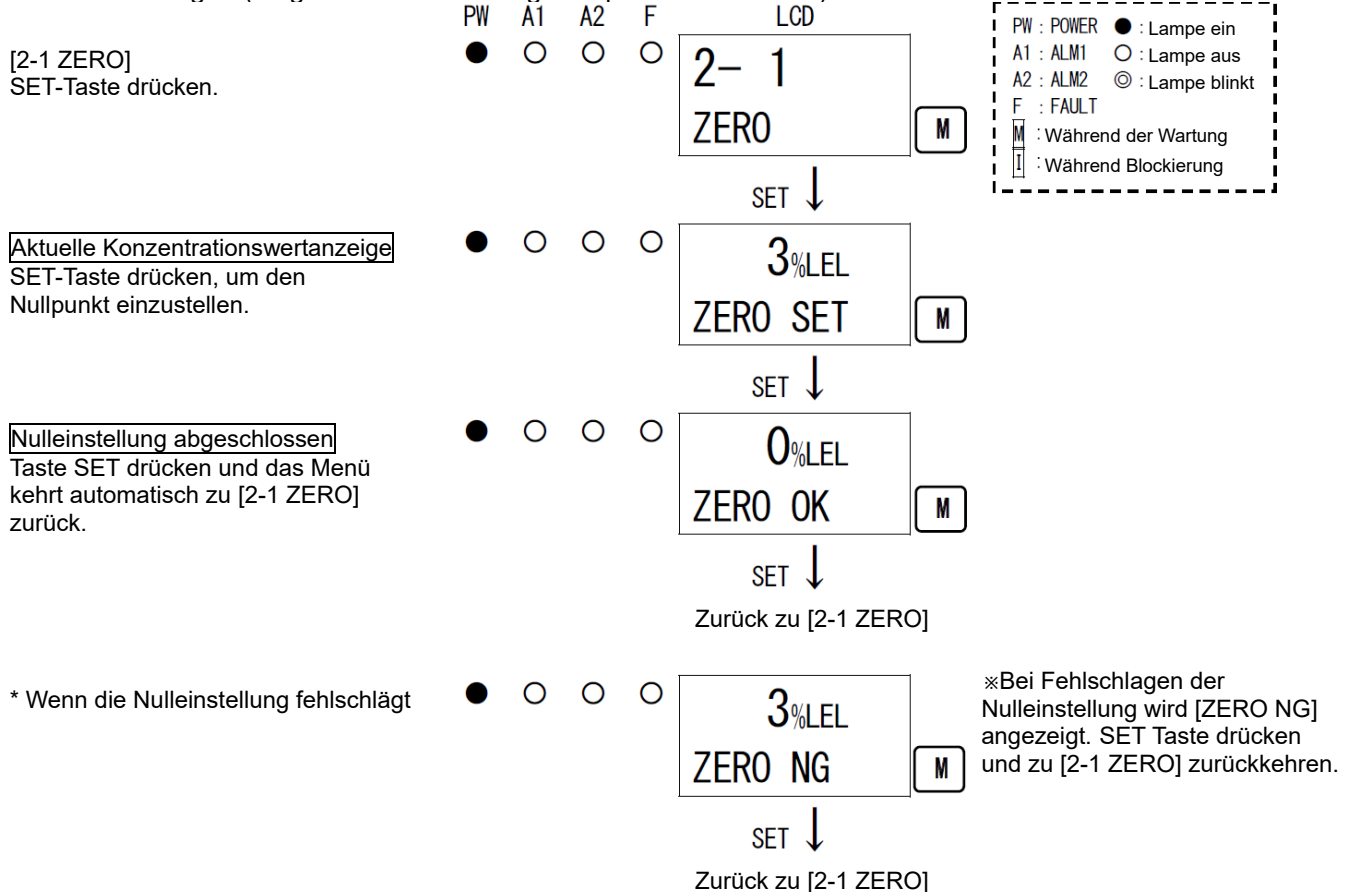 PW A1 A2 F LCD
[2-1 ZERO]
SET-Taste drücken.
● ○ ○ ○
2– 1
ZERO
M
PW : POWER ● : Lampe ein
A1 : ALM1 ○ : Lampe aus
A2 : ALM2 ◎ : Lampe blinkt
F : FAULT
M : Während der Wartung
I : Während Blockierung
SET ↓
Aktuelle Konzentrationswertanzeige
SET-Taste drücken, um den
Nullpunkt einzustellen.
● ○ ○ ○
3%LEL
ZERO SET
M
SET ↓
Nulleinstellung abgeschlossen
Taste SET drücken und das Menü
kehrt automatisch zu [2-1 ZERO]
zurück.
● ○ ○ ○
0%LEL
ZERO OK
M
SET ↓
Zurück zu [2-1 ZERO]
* Wenn die Nulleinstellung fehlschlägt
● ○ ○ ○
3%LEL
ZERO NG
M
※Bei Fehlschlagen der
Nulleinstellung wird [ZERO NG]
angezeigt. SET Taste drücken
und zu [2-1 ZERO] zurückkehren.
SET ↓
Zurück zu [2-1 ZERO]